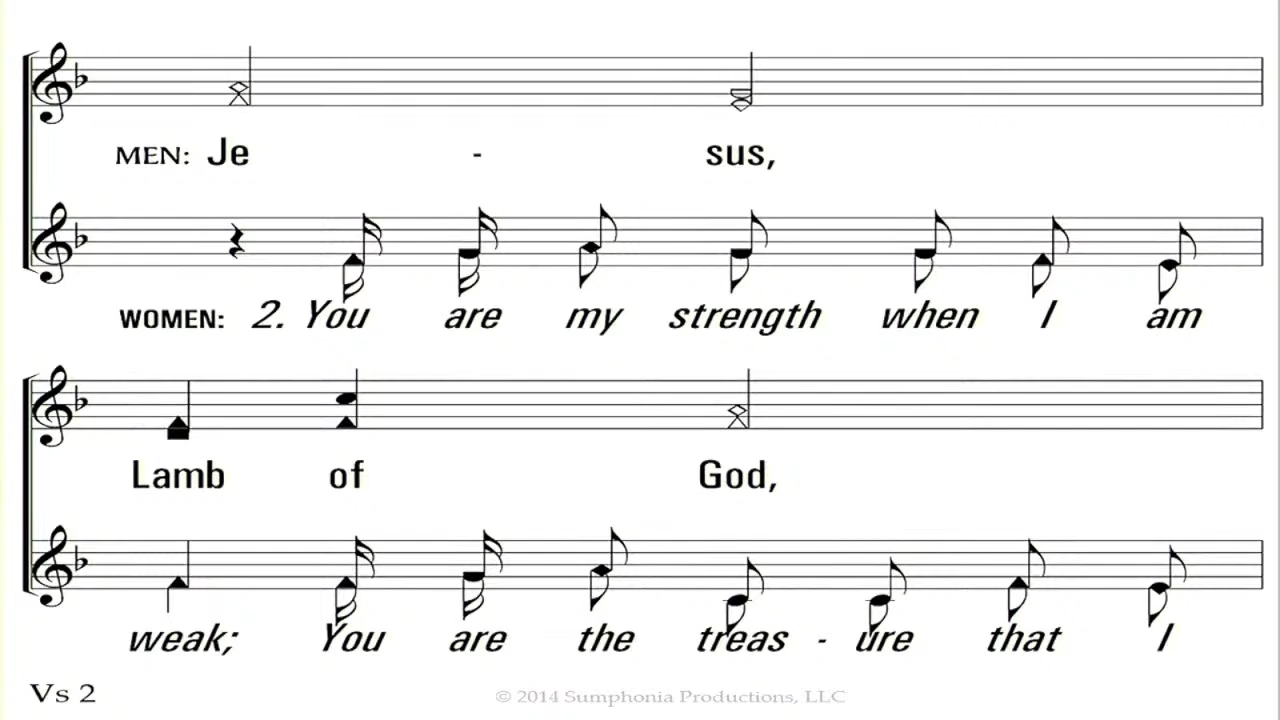 MEN: Je - sus,
WOMEN: 2. You are my strength when I am
Lamb of God,
weak; You are the treas - ure that I
Vs 2
© 2014 Sumphonia Productions, LLC